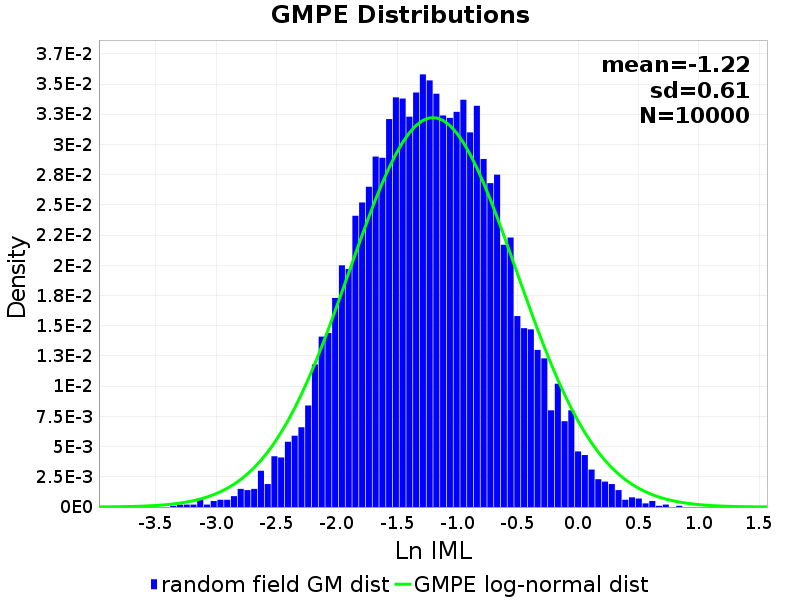 GMPE Distributions
mean=-1.22
sd=0.61
N=10000
Density
3.7E-2
3.5E-2
3.3E-2
3E-2
2.8E-2
2.5E-2
2.2E-2
2E-2
1.8E-2
1.5E-2
1.3E-2
1E-2
7.5E-3
5E-3
2.5E-3
0E0
-3.5 -3.0 -2.5 -2.0 -1.5 -1.0 -0.5 0.0 0.5 1.0 1.5
Ln IML
random field GM dist GMPE log-normal dist